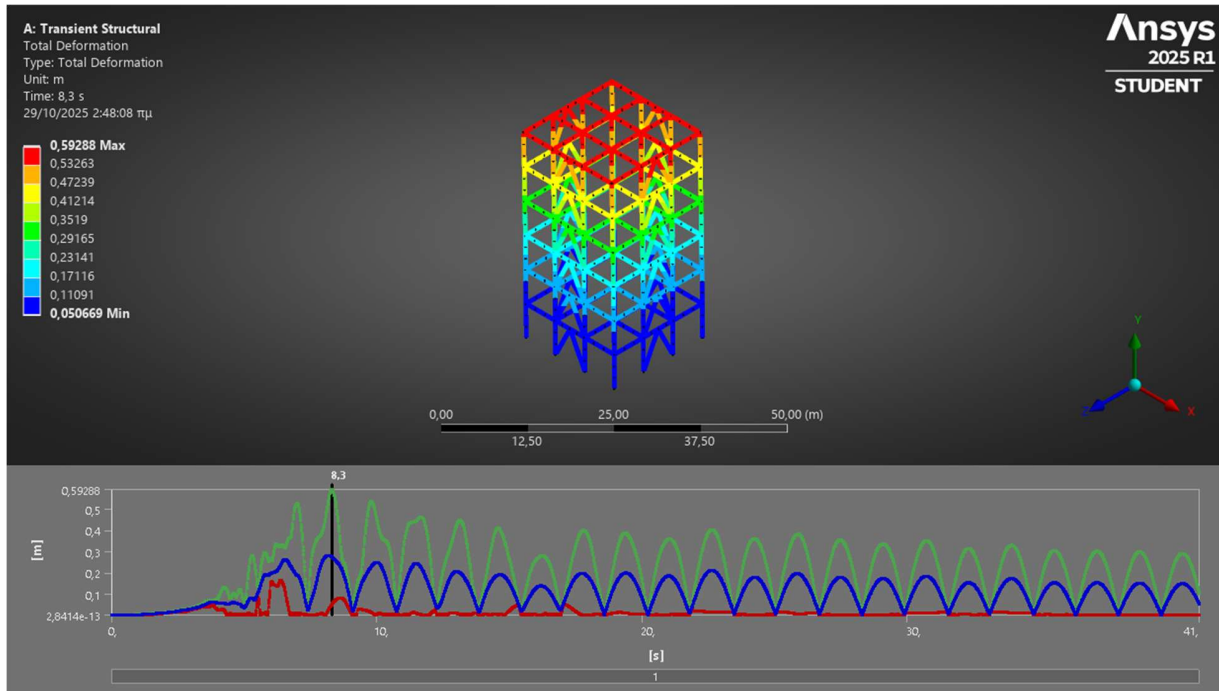 A: Transient Structural
Total Deformation
Type: Total Deformation
Unit: m
Time: 8,3 s
29/10/2025 2:48:08 πμ
0,59288 Max
0,53263
0,47239
0,41214
0,3519
0,29165
0,23141
0,17116
0,11091
0,050669 Min
Ansys
2025 R1
STUDENT
Y
Z
X
0,00 25,00 50,00 (m)
12,50 37,50
8,3
0,59288
0,5
0,4
0,3
0,2
0,1
2,8414e-13
[m]
0, 10, 20, 30, 41,
[s]
1